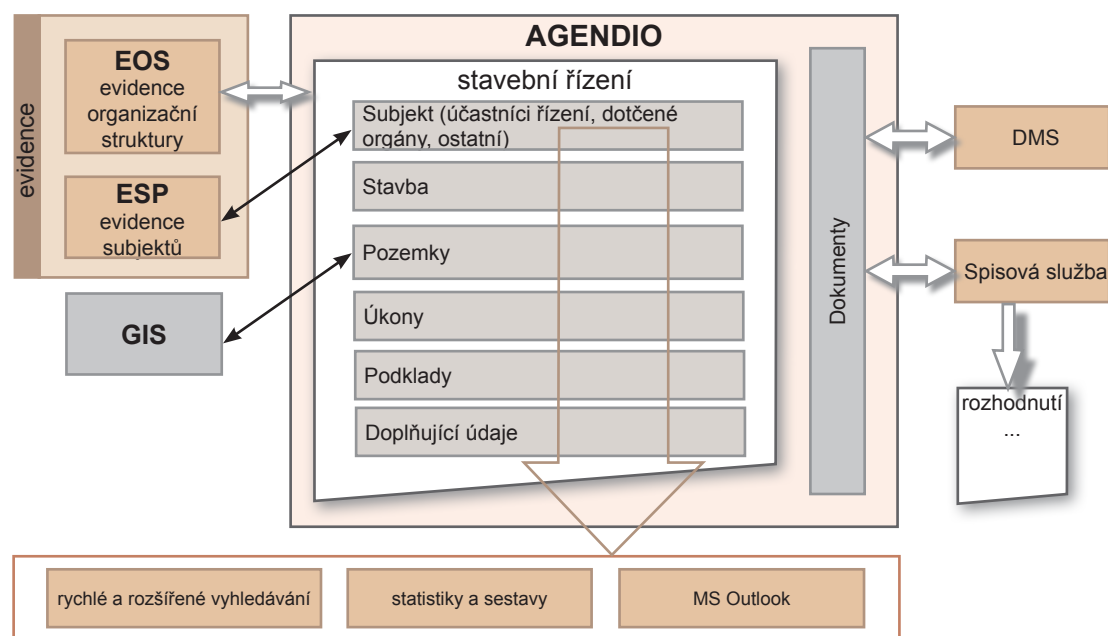 evidence
EOS
evidence
organizační
struktury
ESP
evidence
subjektů
GIS
AGENDIO
stavební řízení
Subjekt (účastníci řízení, dotčené
orgány, ostatní)
Stavba
Pozemky
Úkony
Podklady
Doplňující údaje
Dokumenty
DMS
Spisová služba
rozhodnutí
...
rychlé a rozšířené vyhledávání
statistiky a sestavy
MS Outlook